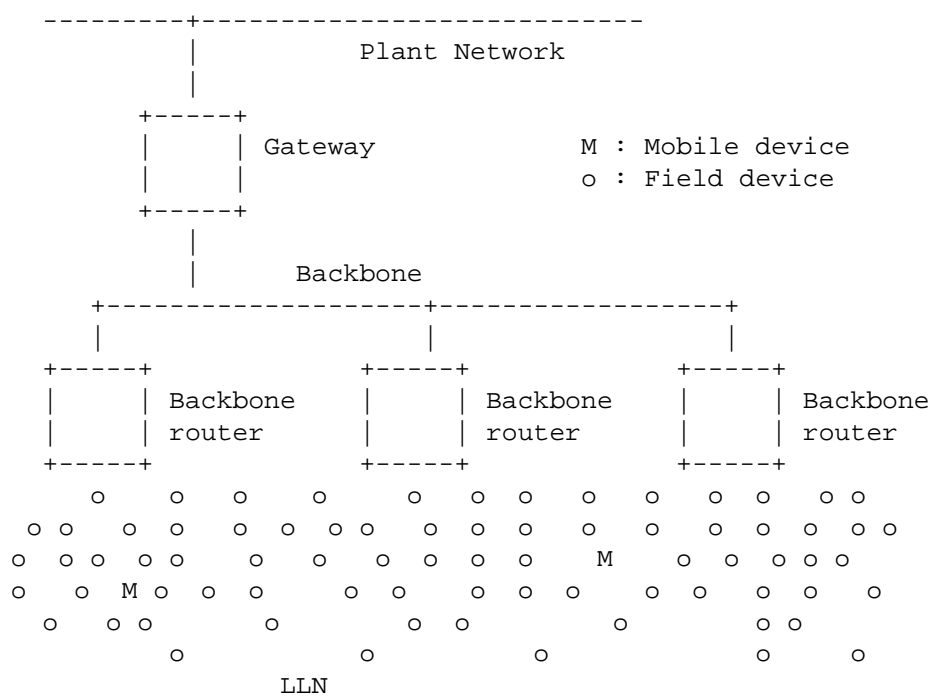 Plant Network
Gateway M : Mobile device
o : Field device
Backbone
Backbone Backbone Backbone
router router router
o o o o o o o o o o o o o
o o o o o o o o o o o o o o o o o o
o o o o o o o o o o o M o o o o o
o o M o o o o o o o o o o o o o
o o o o o o o o o
o o o o o
LLN